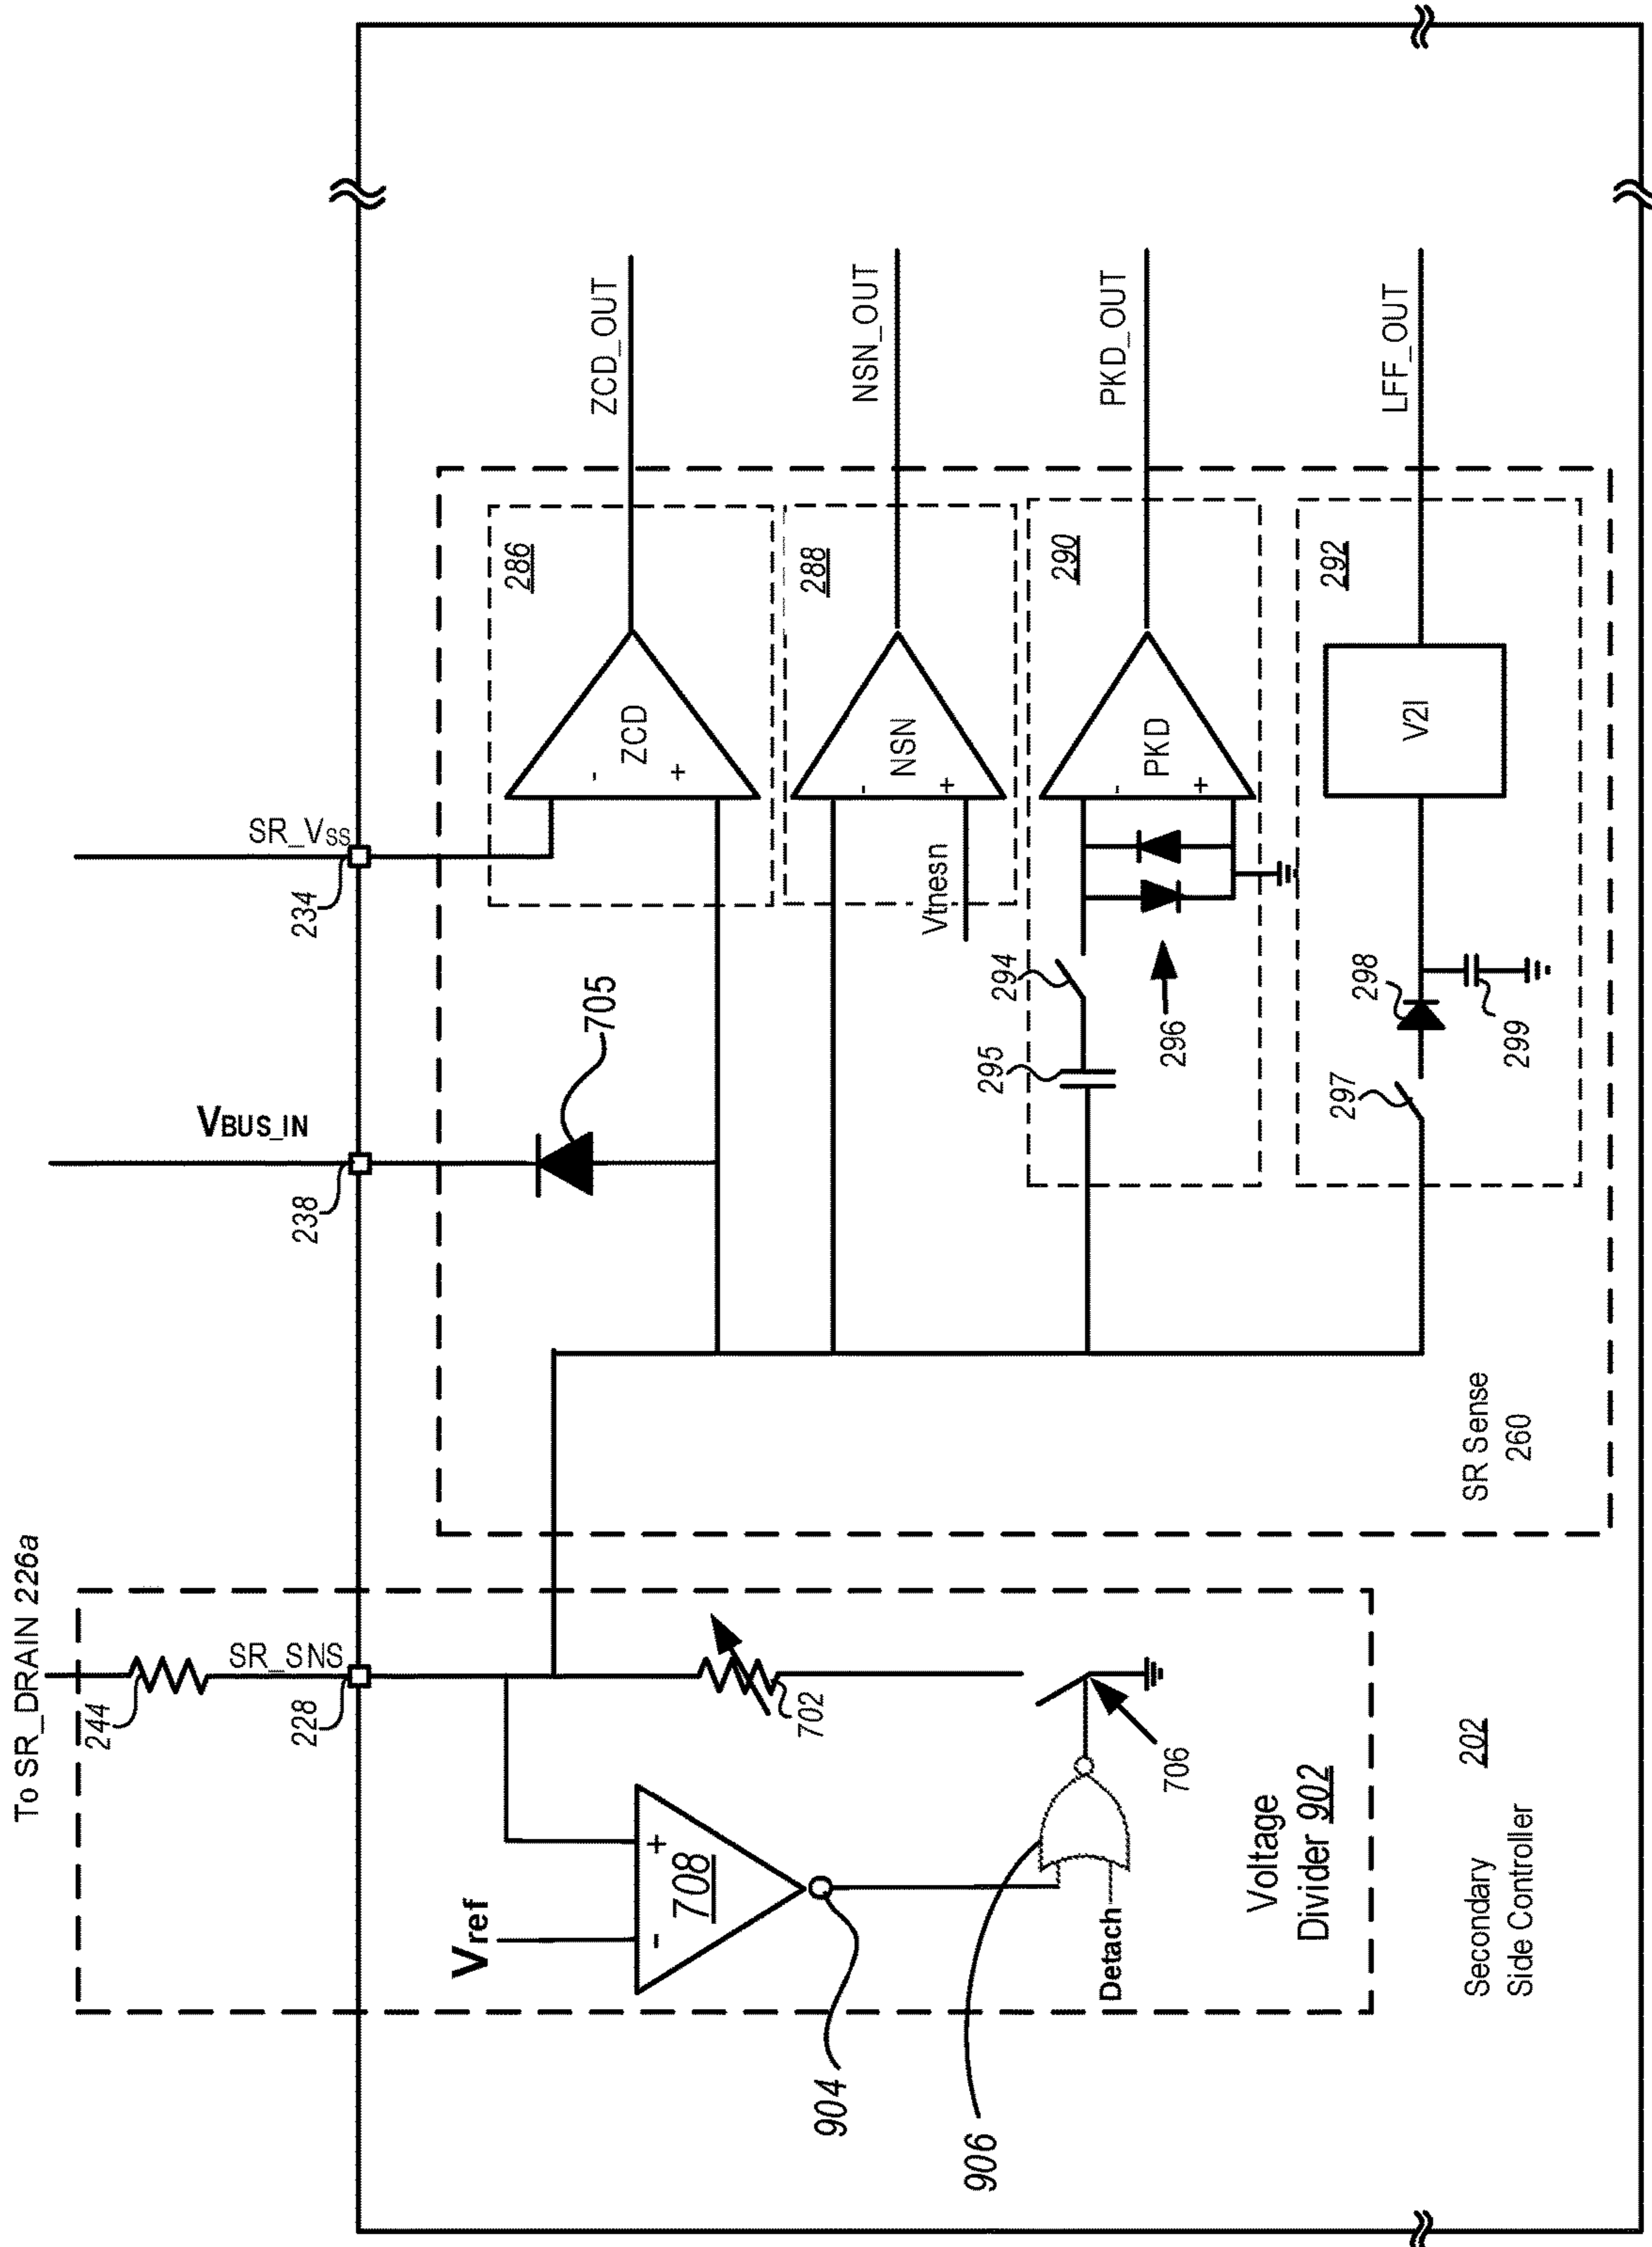 To SR_DRAIN 226a
244
SR_SNS
228
702
Vref
+
-
708
904
906
Detach
706
Voltage
Divider 902
Secondary
Side Controller
202
VBUS_IN
238
705
SR_VSS
234
286
-
ZCD
+
ZCD_OUT
288
-
NSN
+
Vtnesn
NSN_OUT
290
294
295
296
-
PKD
+
PKD_OUT
292
297
298
299
V2I
LFF_OUT
SR Sense
260